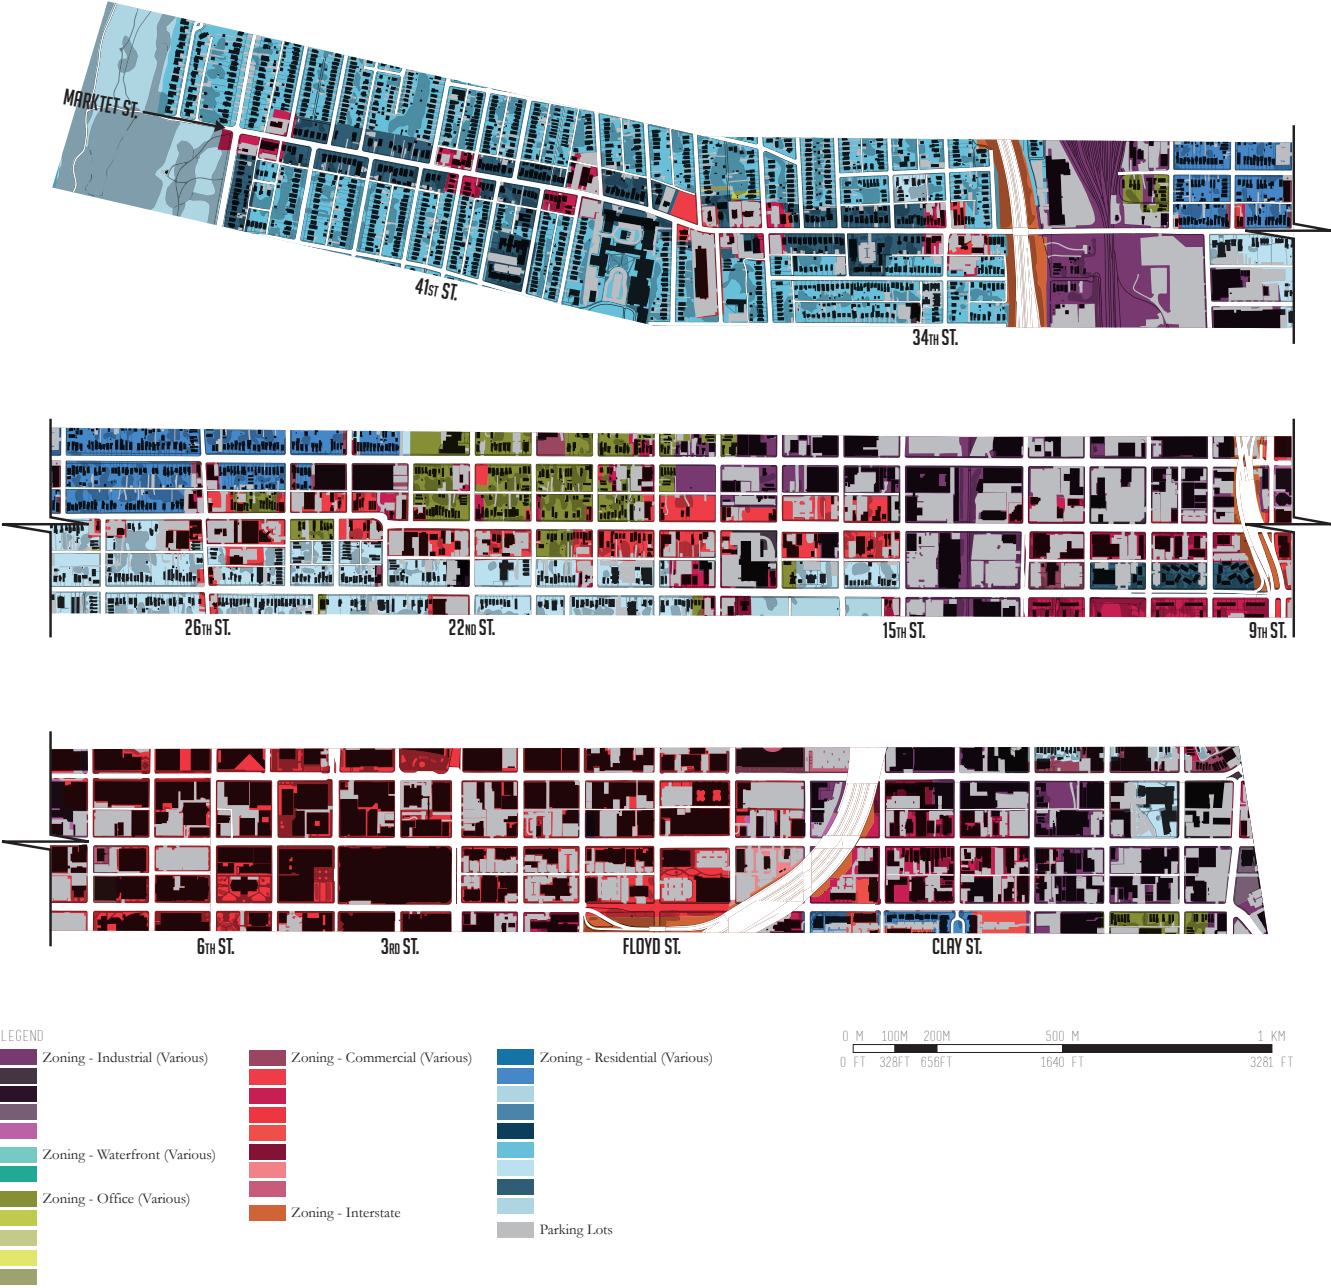 MARKTET ST.
41ST ST.
34TH ST.
26TH ST.
22ND ST.
15TH ST.
9TH ST.
6TH ST.
3RD ST.
FLOYD ST.
CLAY ST.
LEGEND
Zoning - Industrial (Various)
Zoning - Waterfront (Various)
Zoning - Office (Various)
Zoning - Commercial (Various)
Zoning - Interstate
Zoning - Residential (Various)
Parking Lots
0 M 100M 200M 500 M 1 KM
0 FT 328FT 656FT 1640 FT 3281 FT